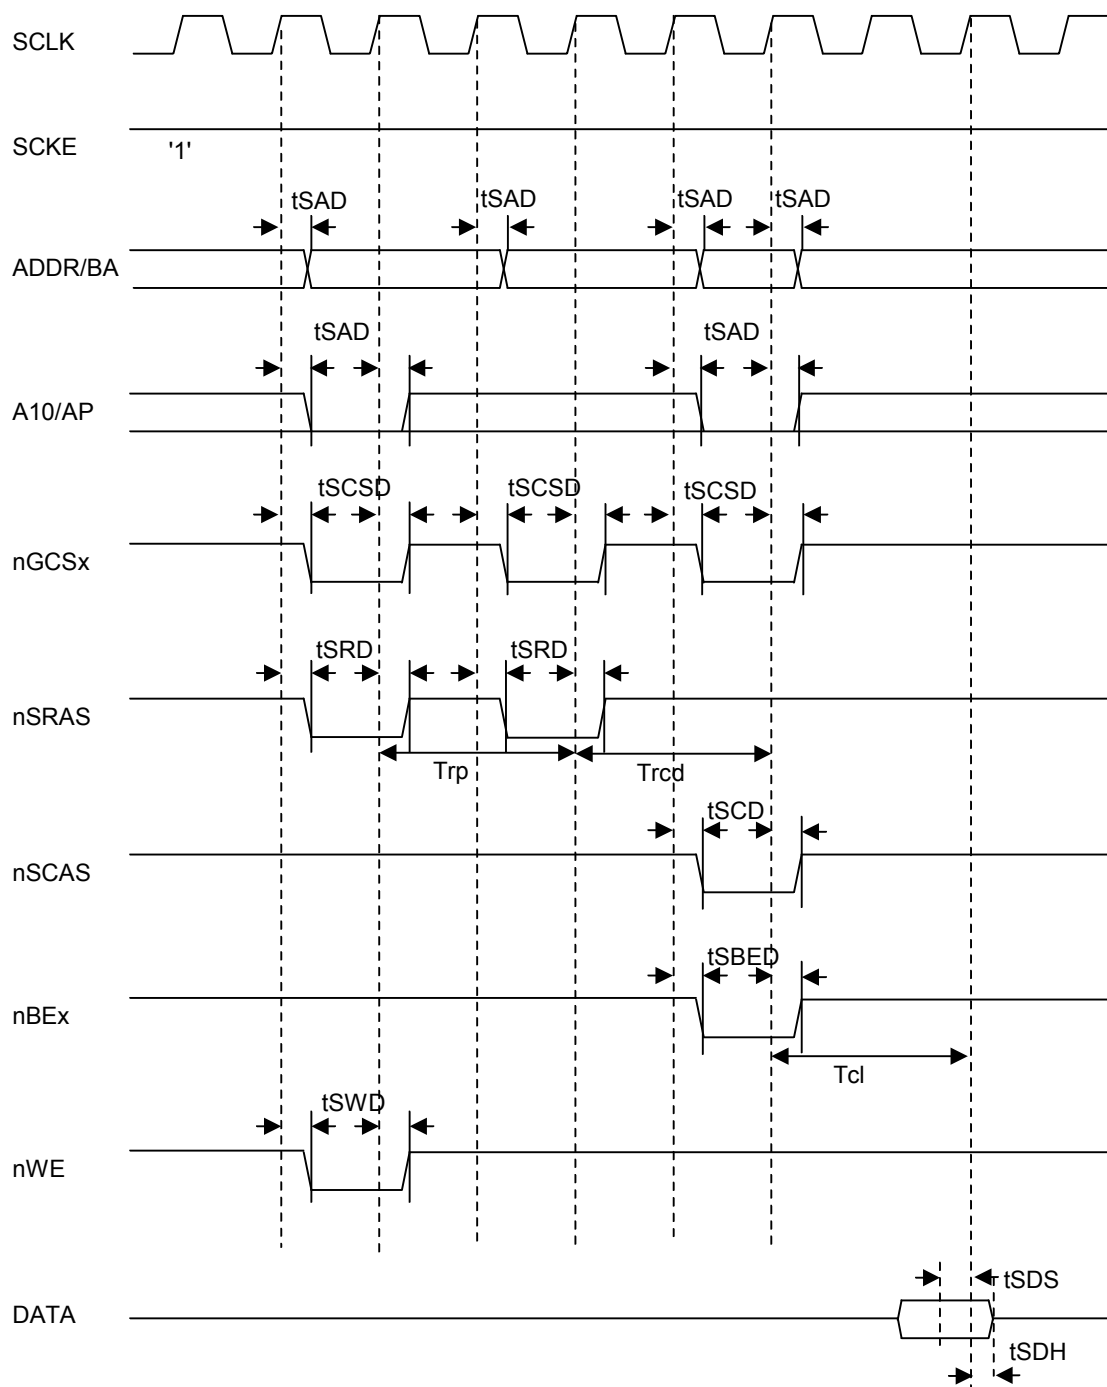 SCLK
SCKE '1'
tSAD tSAD tSAD tSAD
ADDR/BA
tSAD tSAD
A10/AP
tSCSD tSCSD tSCSD
nGCSx
tSRD tSRD
nSRAS
Trp Trcd
tSCD
nSCAS
tSBED
nBEx
Tcl
tSWD
nWE
tSDS
DATA
tSDH